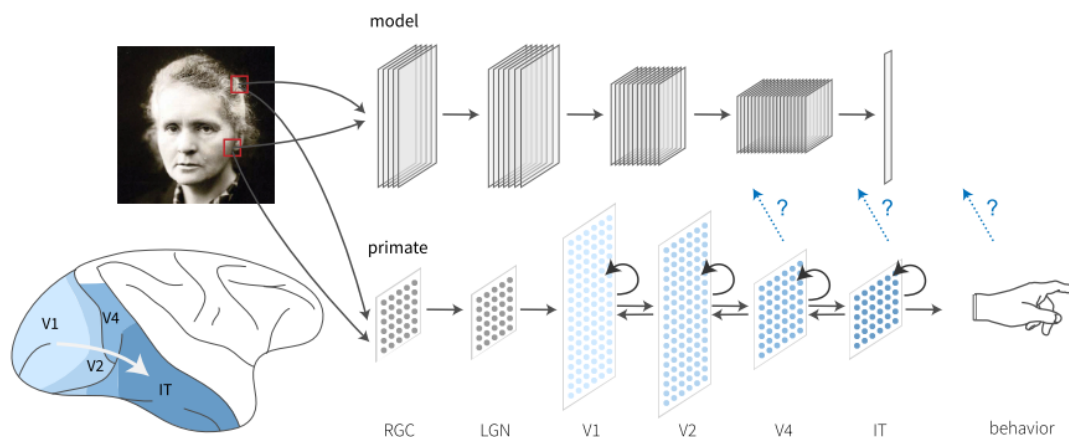 model
primate
?
?
?
V1
V4
V2
IT
RGC
LGN
V1
V2
V4
IT
behavior